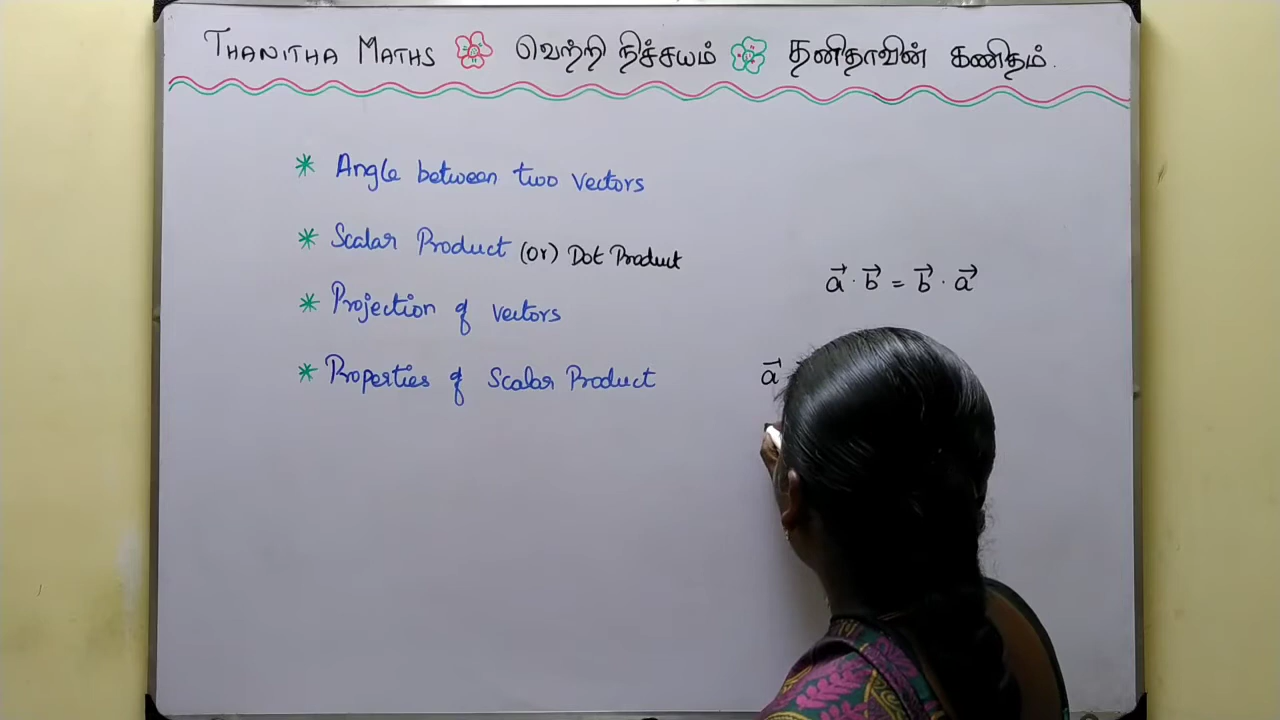 THANITHA MATHS வெற்றி நிச்சயம் தனிதாவின் கணிதம்.
* Angle between two vectors
* Scalar Product (or) Dot Product
a⃗ · b⃗ = b⃗ · a⃗
* Projection of vectors
* Properties of Scalar Product
a⃗